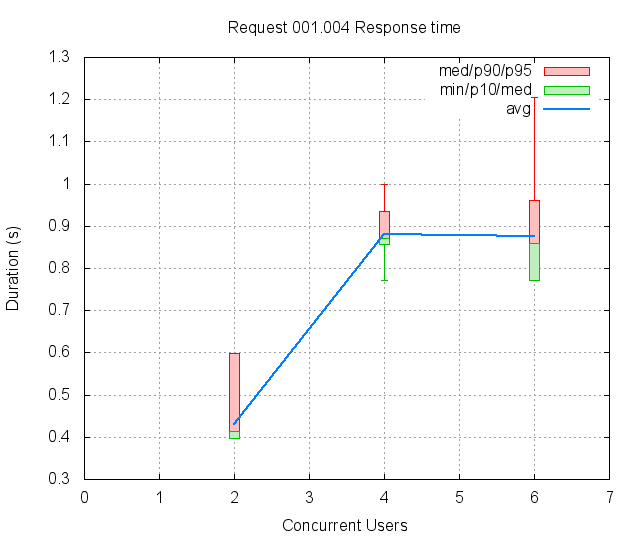 Request 001.004 Response time
med/p90/p95
min/p10/med
avg
1.3
1.2
1.1
1
0.9
0.8
0.7
0.6
0.5
0.4
0.3
Duration (s)
0 1 2 3 4 5 6 7
Concurrent Users